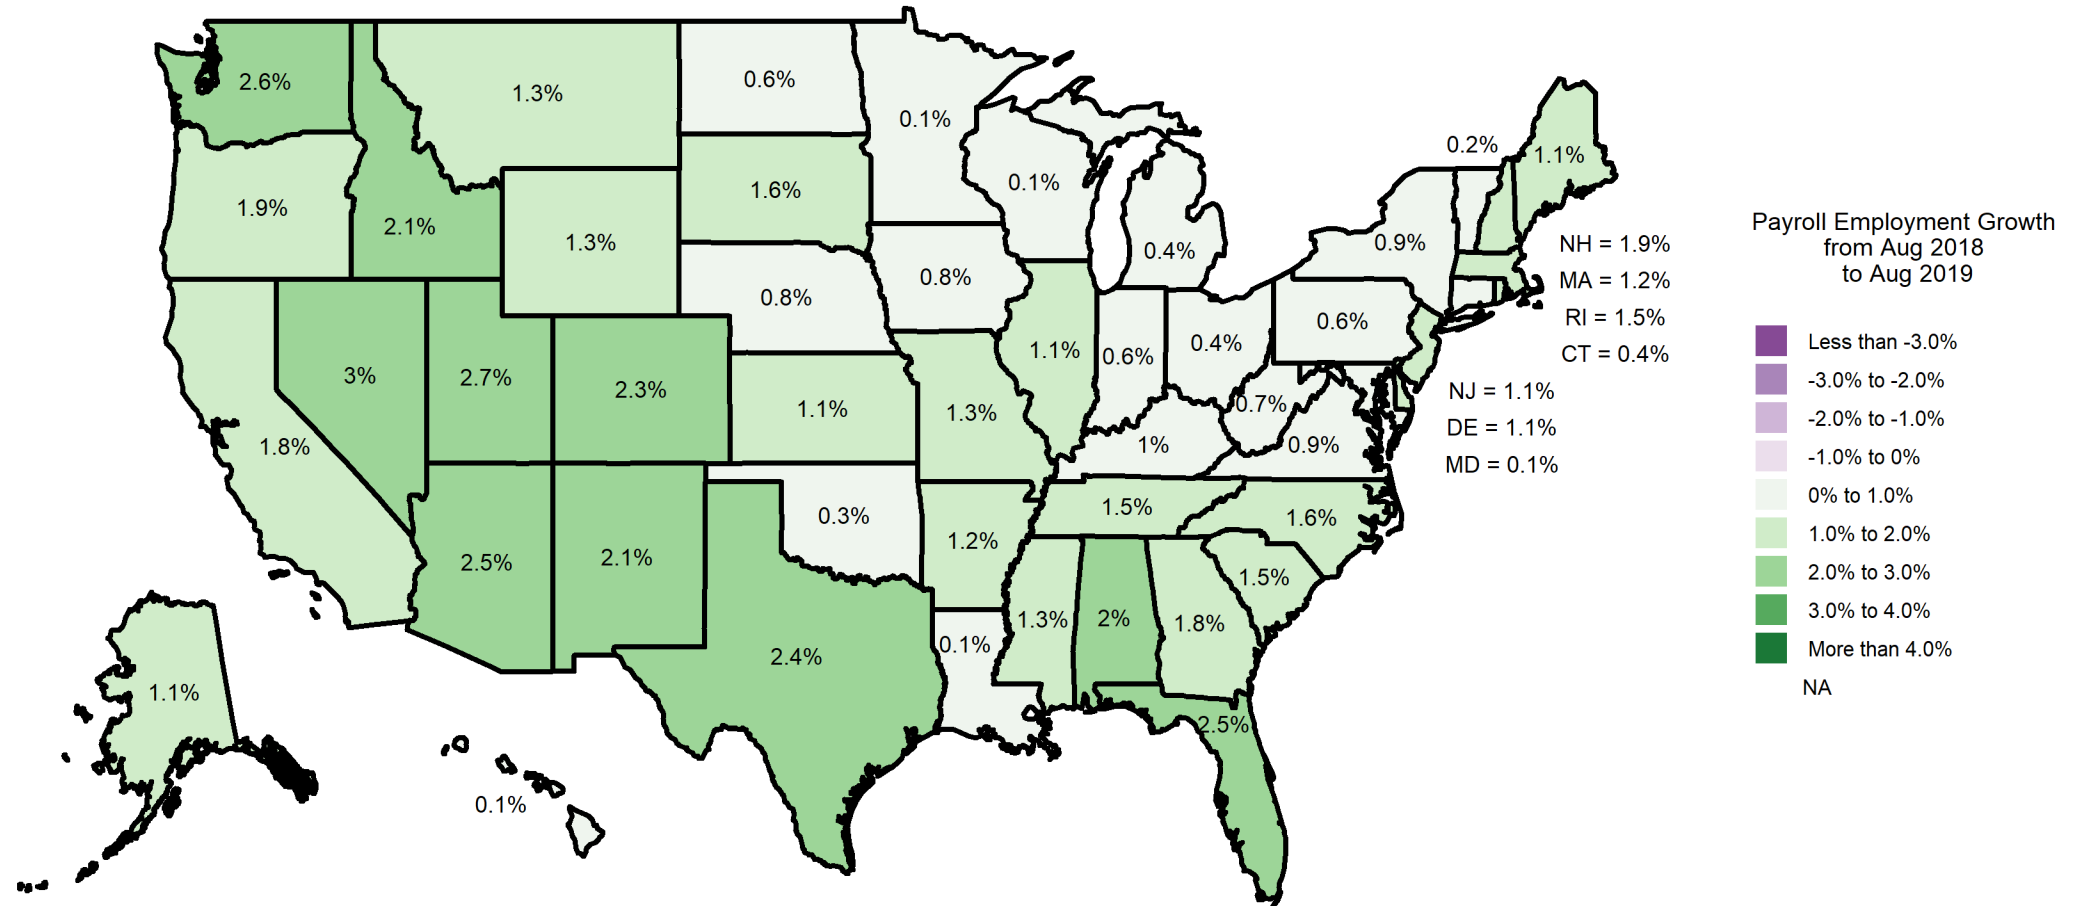 2.6%
1.3%
0.6%
0.1%
0.2%
1.1%
1.9%
2.1%
1.3%
1.6%
0.1%
0.4%
0.9%
NH = 1.9%
MA = 1.2%
RI = 1.5%
CT = 0.4%
0.8%
0.8%
3%
2.7%
2.3%
1.1%
1.3%
1.1%
0.6%
0.4%
0.6%
NJ = 1.1%
DE = 1.1%
MD = 0.1%
1.8%
0.7%
1%
0.9%
2.5%
2.1%
0.3%
1.2%
1.5%
1.6%
1.5%
2.4%
0.1%
1.3%
2%
1.8%
2.5%
1.1%
0.1%
Payroll Employment Growth
from Aug 2018
to Aug 2019
Less than -3.0%
-3.0% to -2.0%
-2.0% to -1.0%
-1.0% to 0%
0% to 1.0%
1.0% to 2.0%
2.0% to 3.0%
3.0% to 4.0%
More than 4.0%
NA